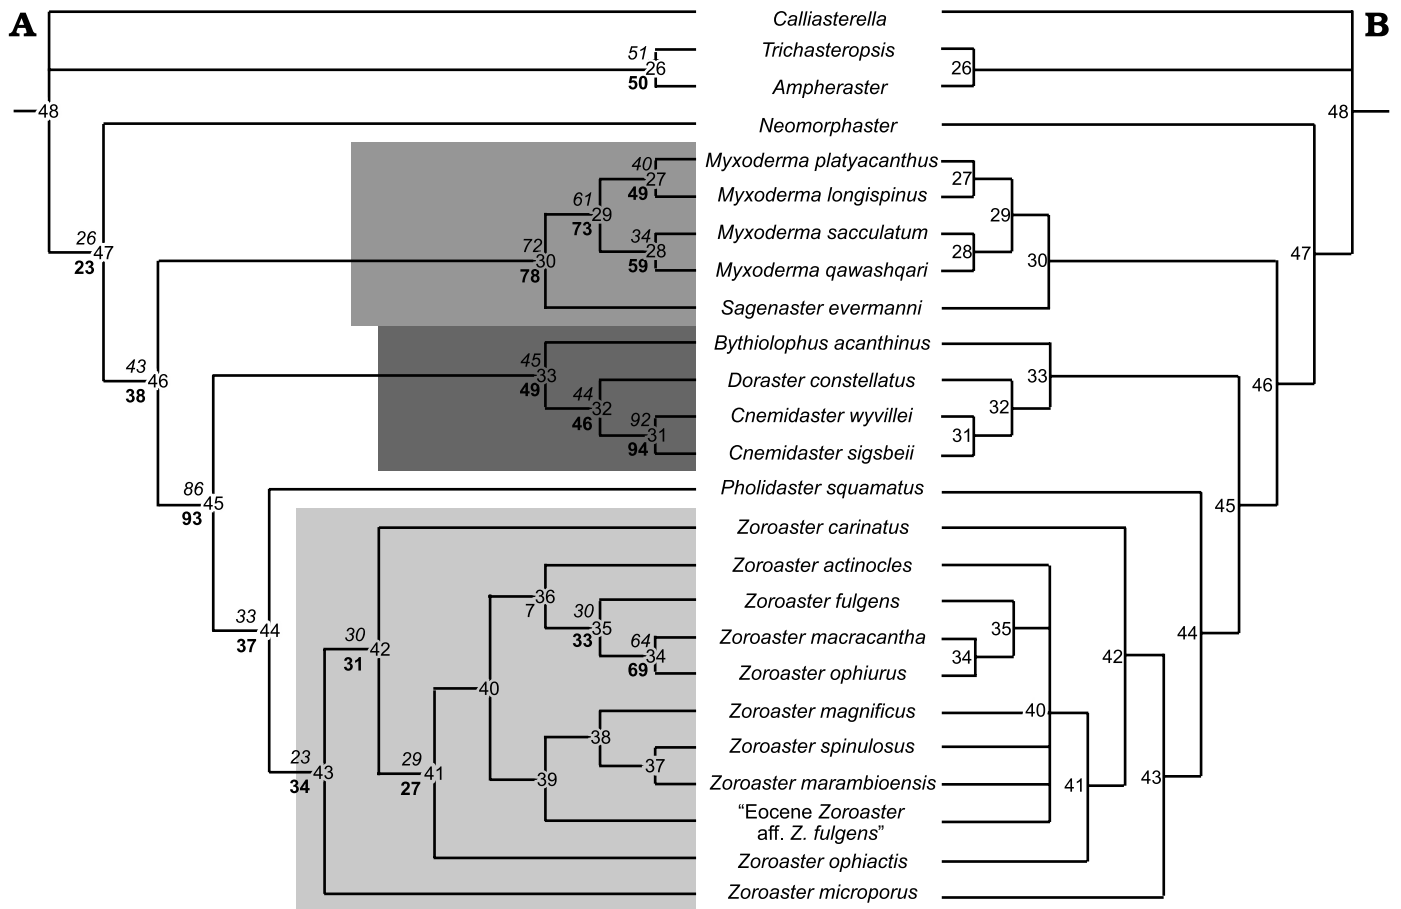 A Calliasterella B
51 Trichasteropsis
26 26
50 Ampheraster
48 48
Neomorphaster
40 Myxoderma platyacanthus
27 27
61 49 Myxoderma longispinus
29 29
73
26 72 34 Myxoderma sacculatum
47 28 28 47
23 30 59 Myxoderma qawashqari 30
78
Sagenaster evermanni
45 Bythiolophus acanthinus
43 33 33
46 49 44 Doraster constellatus 46
38 32 32
46 92 Cnemidaster wyvillei
31 31
94 Cnemidaster sigsbeii
86 Pholidaster squamatus
45 45
93
Zoroaster carinatus
Zoroaster actinocles
36
7 30 Zoroaster fulgens
33 35 35
44 30 33 64 Zoroaster macracantha 44
37 42 34 34 42
31 69 Zoroaster ophiurus
40
Zoroaster magnificus 40
38
Zoroaster spinulosus
23 29 37
43 41 39 Zoroaster marambioensis 41 43
34 27
“Eocene Zoroaster
aff. Z. fulgens”
Zoroaster ophiactis
Zoroaster microporus